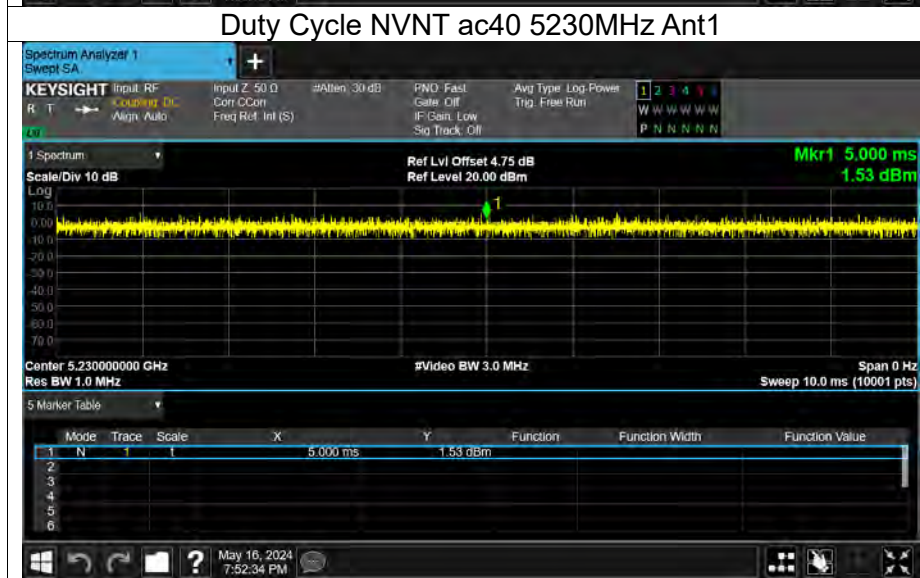 Duty Cycle NVNT ac40 5230MHz Ant1
Spectrum Analyzer 1
Swept SA
+
KEYSIGHT Input: RF Input Z: 50 Ω #Atten: 30 dB PNO: Fast Avg Type: Log-Power 1 2 3 4 5 6
R T Coupling: DC Corr CCorr Gate: Off Trig: Free Run W W W W W W
Align: Auto Freq Ref: Int (S) IF Gain: Low
Sig Track: Off P N N N N N
1 Spectrum Ref Lvl Offset 4.75 dB Mkr1 5.000 ms
Scale/Div 10 dB Ref Level 20.00 dBm 1.53 dBm
Log
10.0
1
0.00
-10.0
-20.0
-30.0
-40.0
-50.0
-60.0
-70.0
Center 5.230000000 GHz #Video BW 3.0 MHz Span 0 Hz
Res BW 1.0 MHz Sweep 10.0 ms (10001 pts)
5 Marker Table
Mode Trace Scale X Y Function Function Width Function Value
1 N 1 t 5.000 ms 1.53 dBm
2
3
4
5
6
? May 16, 2024
7:52:34 PM